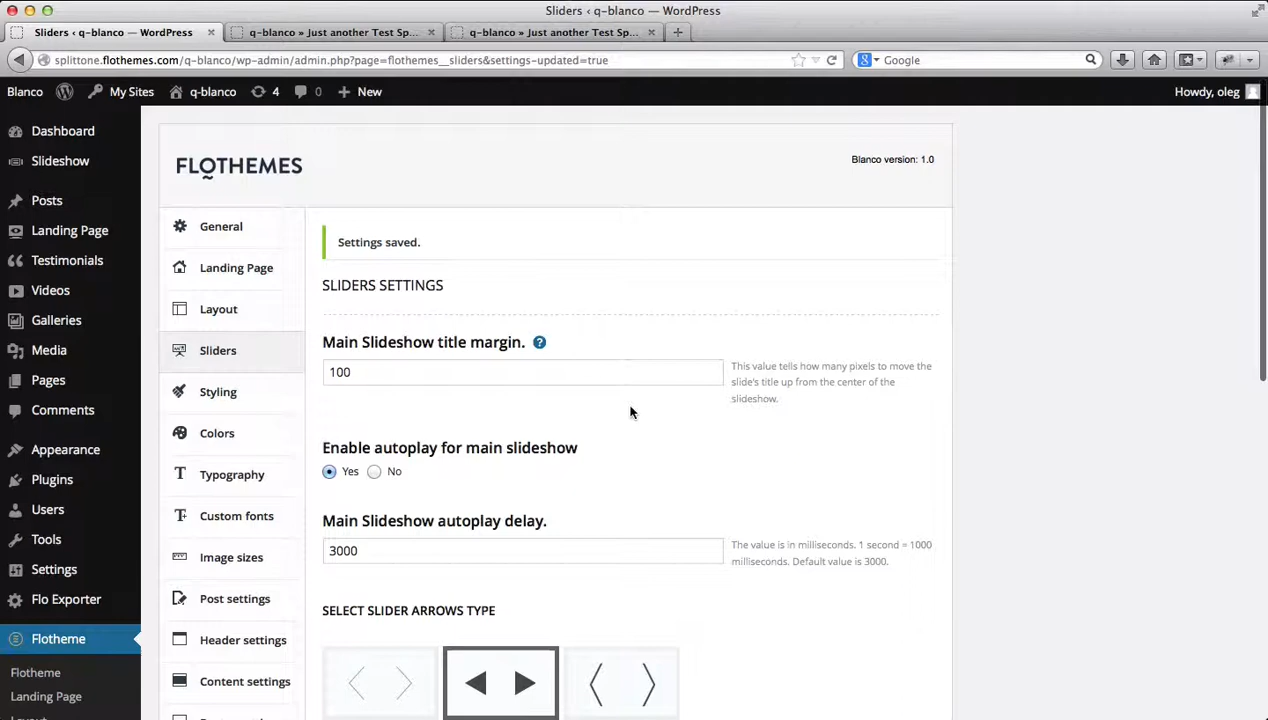 Sliders ‹ q-blanco — WordPress
Sliders ‹ q-blanco — WordPress
q-blanco » Just another Test Sp...
q-blanco » Just another Test Sp...
splittone.flothemes.com/q-blanco/wp-admin/admin.php?page=flothemes__sliders&settings-updated=true
Google
Blanco
My Sites
q-blanco
4
0
New
Howdy, oleg
Dashboard
Slideshow
Posts
Landing Page
Testimonials
Videos
Galleries
Media
Pages
Comments
Appearance
Plugins
Users
Tools
Settings
Flo Exporter
Flotheme
Flotheme
Landing Page
FLOTHEMES
Blanco version: 1.0
General
Landing Page
Layout
Sliders
Styling
Colors
Typography
Custom fonts
Image sizes
Post settings
Header settings
Content settings
Settings saved.
SLIDERS SETTINGS
Main Slideshow title margin.
100
This value tells how many pixels to move the
slide's title up from the center of the
slideshow.
Enable autoplay for main slideshow
Yes
No
Main Slideshow autoplay delay.
3000
The value is in milliseconds. 1 second = 1000
milliseconds. Default value is 3000.
SELECT SLIDER ARROWS TYPE